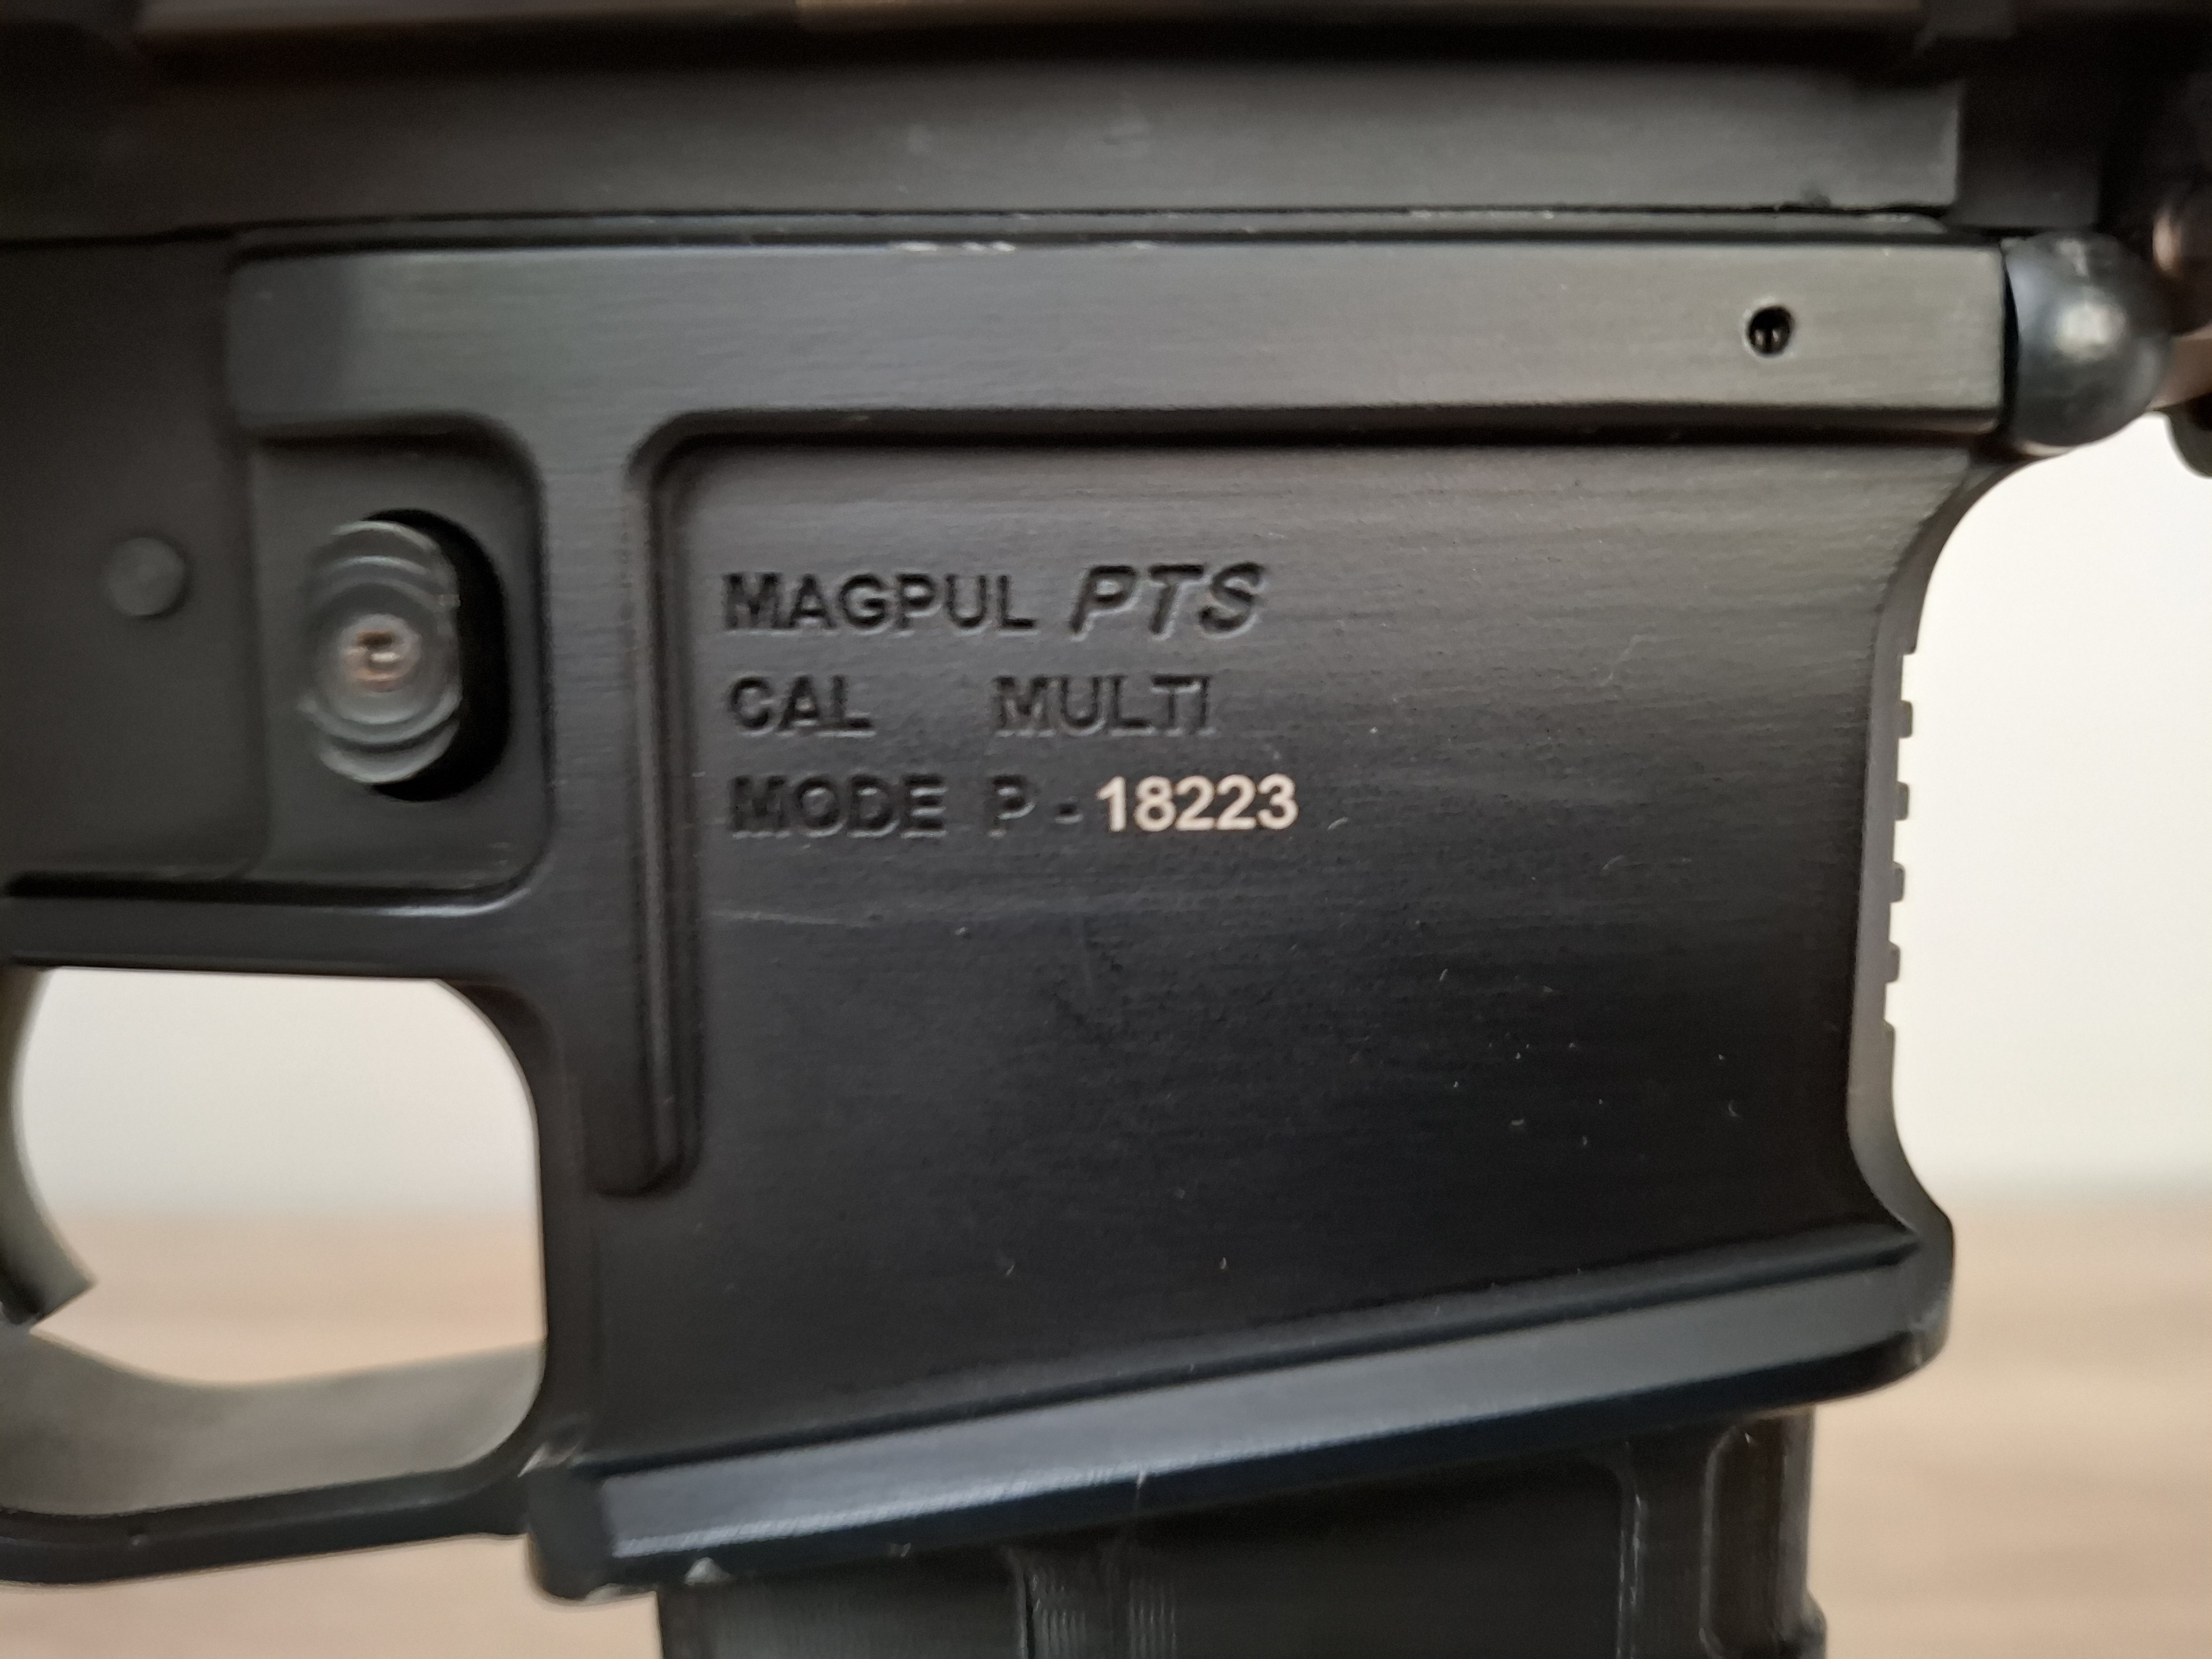 MAGPUL PTS
CAL MULTI
MODE P - 18223